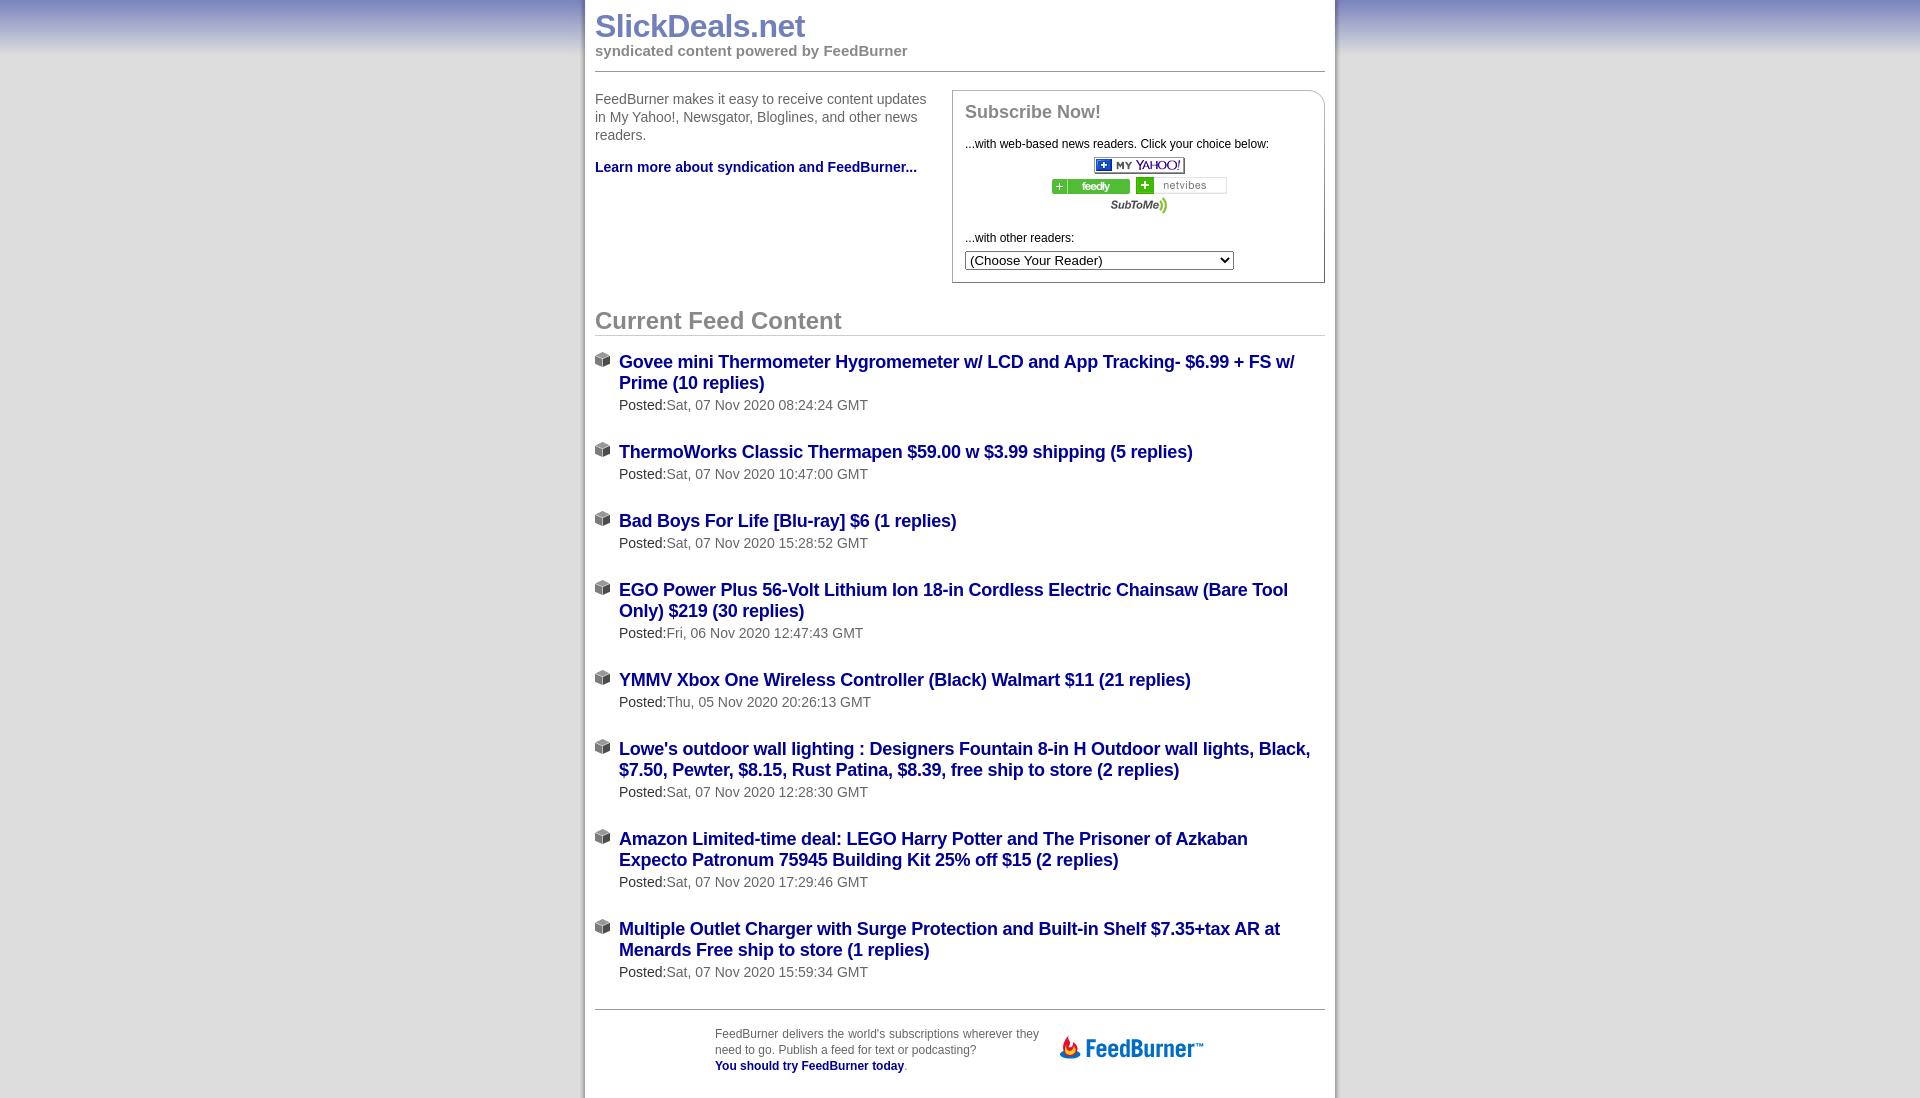 SlickDeals.net
syndicated content powered by FeedBurner
FeedBurner makes it easy to receive content updates
in My Yahoo!, Newsgator, Bloglines, and other news
readers.
Learn more about syndication and FeedBurner...
Subscribe Now!
...with web-based news readers. Click your choice below:
MY YAHOO!
feedly
netvibes
SubToMe
...with other readers:
(Choose Your Reader)
Current Feed Content
Govee mini Thermometer Hygromemeter w/ LCD and App Tracking- $6.99 + FS w/
Prime (10 replies)
Posted:Sat, 07 Nov 2020 08:24:24 GMT
ThermoWorks Classic Thermapen $59.00 w $3.99 shipping (5 replies)
Posted:Sat, 07 Nov 2020 10:47:00 GMT
Bad Boys For Life [Blu-ray] $6 (1 replies)
Posted:Sat, 07 Nov 2020 15:28:52 GMT
EGO Power Plus 56-Volt Lithium Ion 18-in Cordless Electric Chainsaw (Bare Tool
Only) $219 (30 replies)
Posted:Fri, 06 Nov 2020 12:47:43 GMT
YMMV Xbox One Wireless Controller (Black) Walmart $11 (21 replies)
Posted:Thu, 05 Nov 2020 20:26:13 GMT
Lowe's outdoor wall lighting : Designers Fountain 8-in H Outdoor wall lights, Black,
$7.50, Pewter, $8.15, Rust Patina, $8.39, free ship to store (2 replies)
Posted:Sat, 07 Nov 2020 12:28:30 GMT
Amazon Limited-time deal: LEGO Harry Potter and The Prisoner of Azkaban
Expecto Patronum 75945 Building Kit 25% off $15 (2 replies)
Posted:Sat, 07 Nov 2020 17:29:46 GMT
Multiple Outlet Charger with Surge Protection and Built-in Shelf $7.35+tax AR at
Menards Free ship to store (1 replies)
Posted:Sat, 07 Nov 2020 15:59:34 GMT
FeedBurner delivers the world's subscriptions wherever they
need to go. Publish a feed for text or podcasting?
You should try FeedBurner today.
FeedBurner™